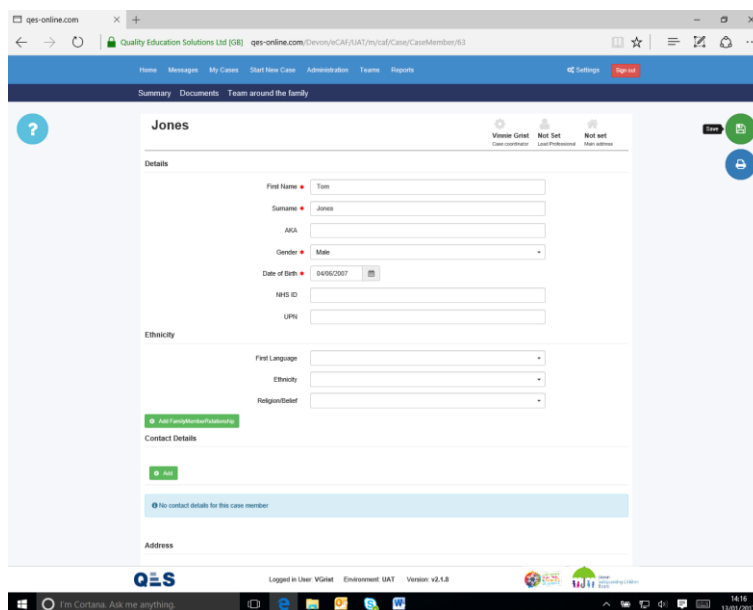 qes-online.com
Quality Education Solutions Ltd [GB] qes-online.com/Devon/eCAF/UAT/m/caf/Case/CaseMember/63
Home Messages My Cases Start New Case Administration Teams Reports Settings Sign out
Summary Documents Team around the family
?
Jones
Vinnie Grist Not Set Not set
Case coordinator Lead Professional Main address
Save
Details
First Name Tom
Surname Jones
AKA
Gender Male
Date of Birth 04/06/2007
NHS ID
UPN
Ethnicity
First Language
Ethnicity
Religion/Belief
Add FamilyMemberRelationship
Contact Details
Add
No contact details for this case member
Address
QES Logged in User: VGrist Environment: UAT Version: v2.1.8
I'm Cortana. Ask me anything.
14:16